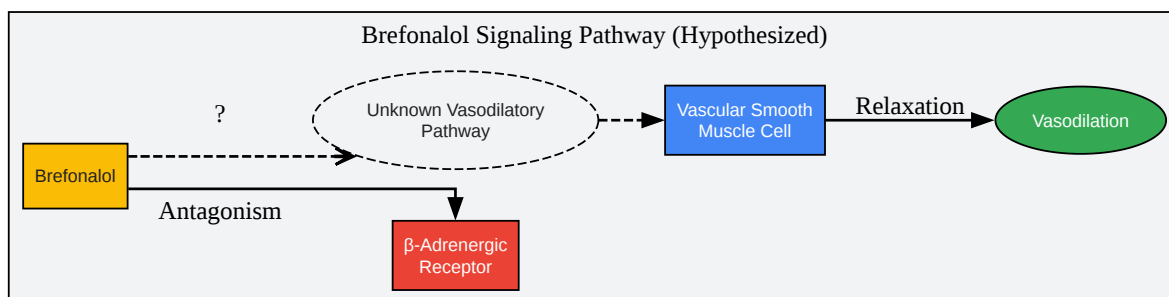 Brefonalol Signaling Pathway (Hypothesized)
?
Unknown Vasodilatory
Pathway
Vascular Smooth
Muscle Cell
Relaxation
Vasodilation
Brefonalol
Antagonism
β-Adrenergic
Receptor